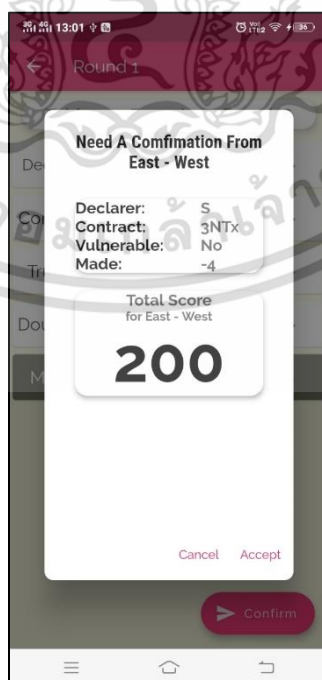 13:01
Round 1
Need A Comfimation From
East - West
Declarer: S
Contract: 3NTx
Vulnerable: No
Made: -4
Total Score
for East - West
200
Cancel Accept
Confirm